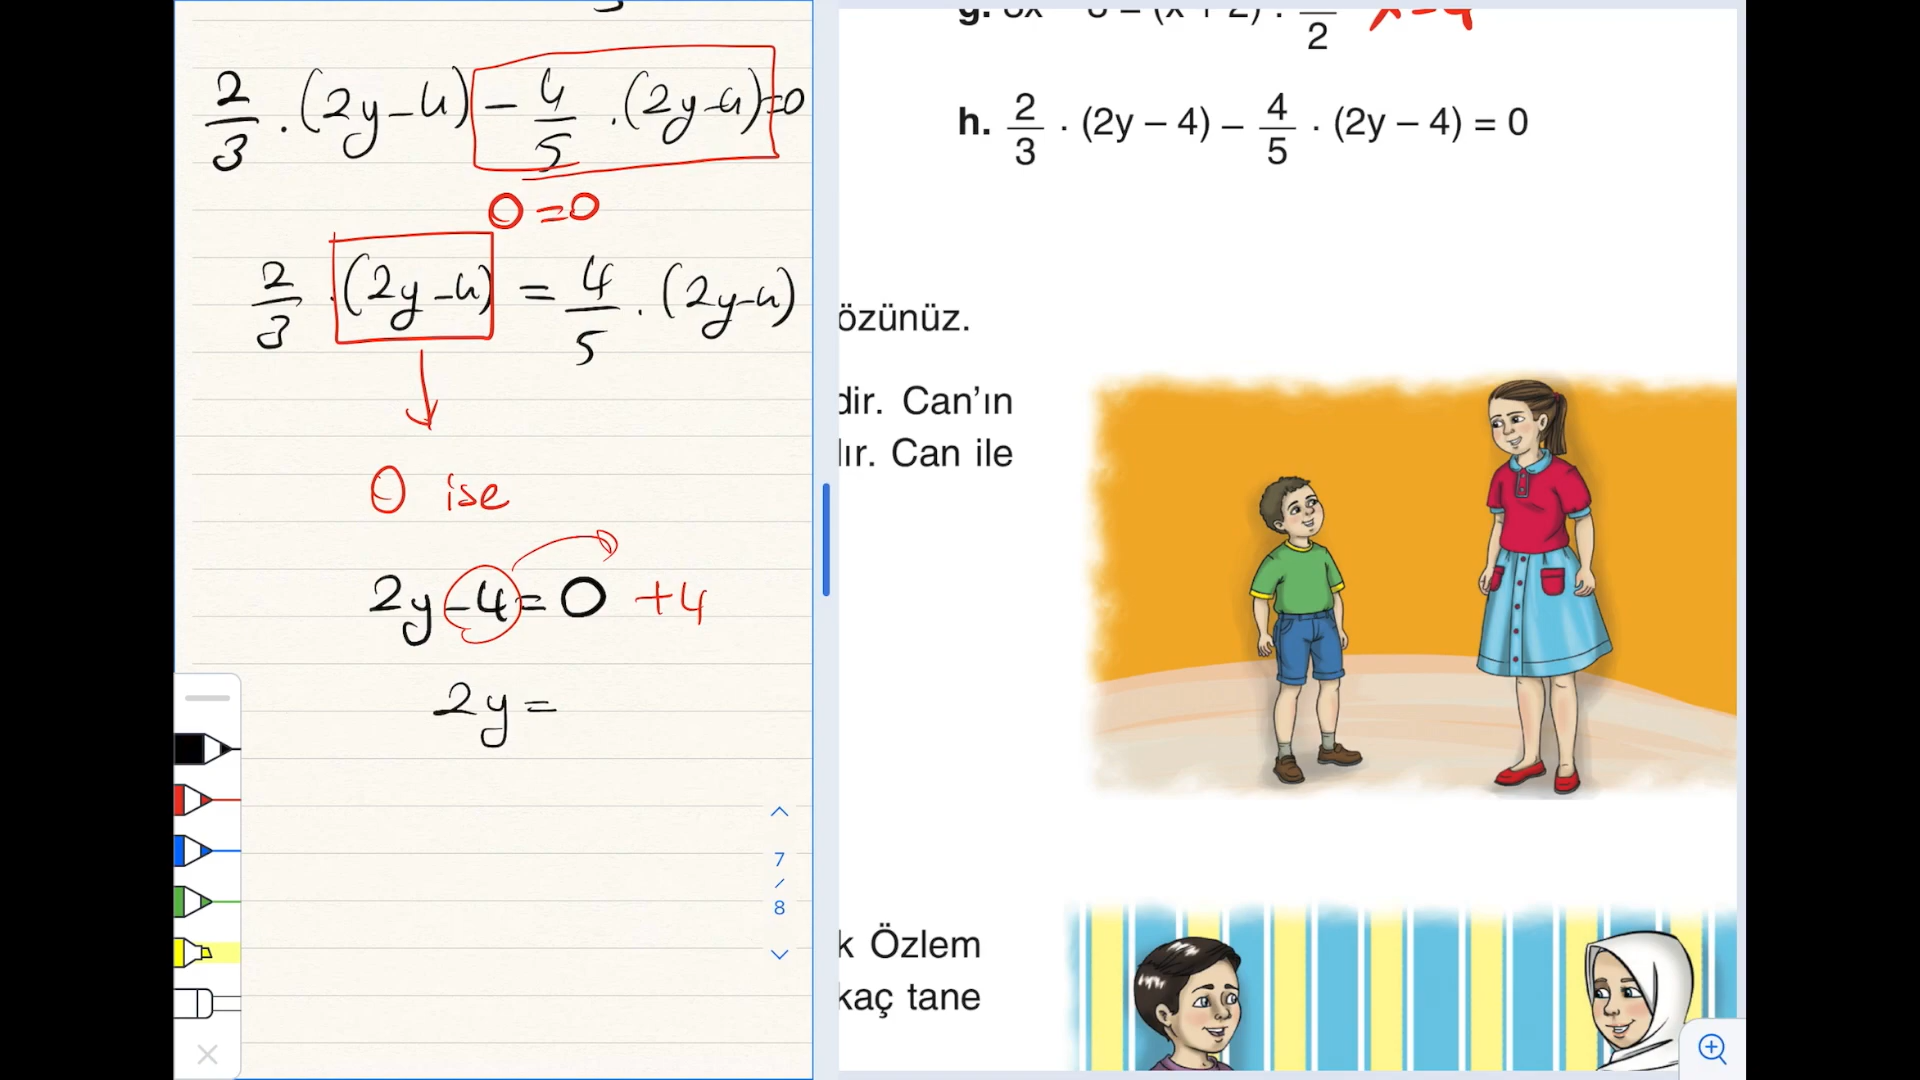 2/3 . (2y-4) - 4/5 . (2y-4) = 0
0 = 0
2/3 . (2y-4) = 4/5 . (2y-4)
0 ise
2y-4 = 0 +4
2y =
7
/
8
h. 2/3 · (2y – 4) – 4/5 · (2y – 4) = 0
özünüz.
dir. Can’ın
Can ile
k Özlem
kaç tane